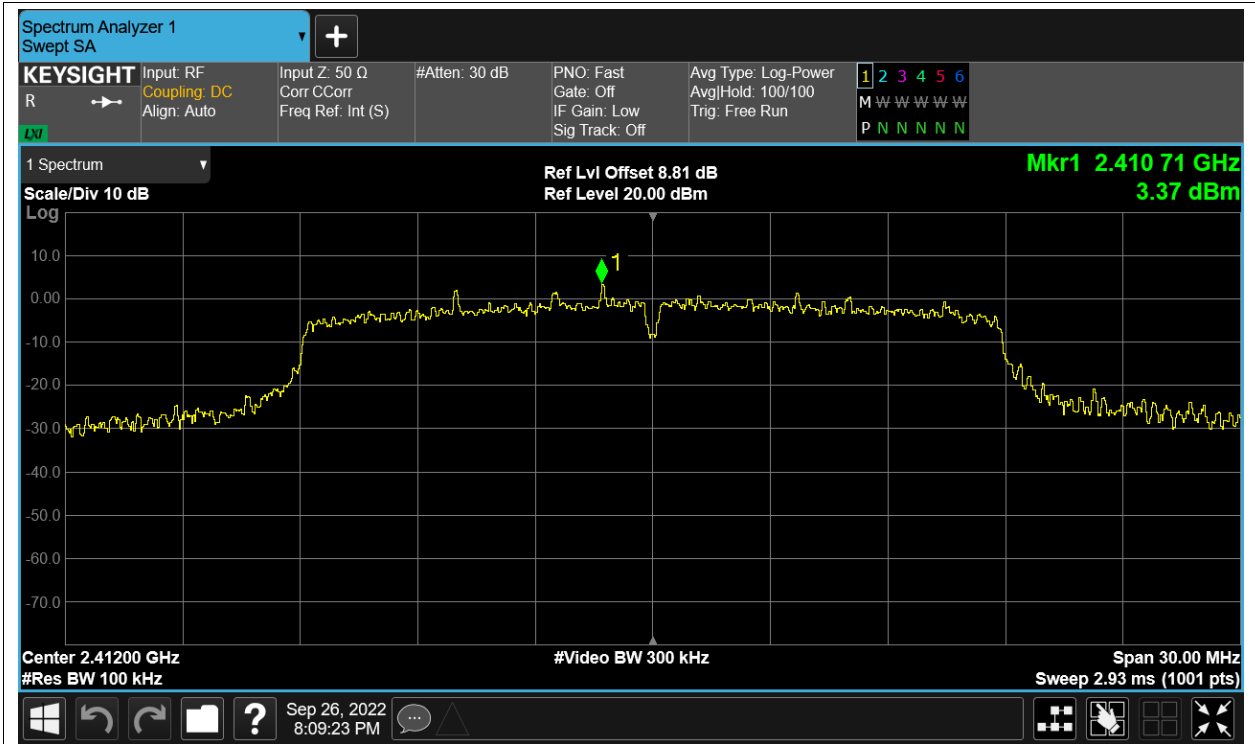 Spectrum Analyzer 1
Swept SA
▼
+
KEYSIGHT
R
LXI
Input: RF
Coupling: DC
Align: Auto
Input Z: 50 Ω
Corr CCorr
Freq Ref: Int (S)
#Atten: 30 dB
PNO: Fast
Gate: Off
IF Gain: Low
Sig Track: Off
Avg Type: Log-Power
Avg|Hold: 100/100
Trig: Free Run
1 2 3 4 5 6
M W W W W W
P N N N N N
1 Spectrum ▼
Scale/Div 10 dB
Ref Lvl Offset 8.81 dB
Ref Level 20.00 dBm
Mkr1 2.410 71 GHz
3.37 dBm
Log
10.0
0.00
-10.0
-20.0
-30.0
-40.0
-50.0
-60.0
-70.0
1
Center 2.41200 GHz
#Res BW 100 kHz
#Video BW 300 kHz
Span 30.00 MHz
Sweep 2.93 ms (1001 pts)
?
Sep 26, 2022
8:09:23 PM